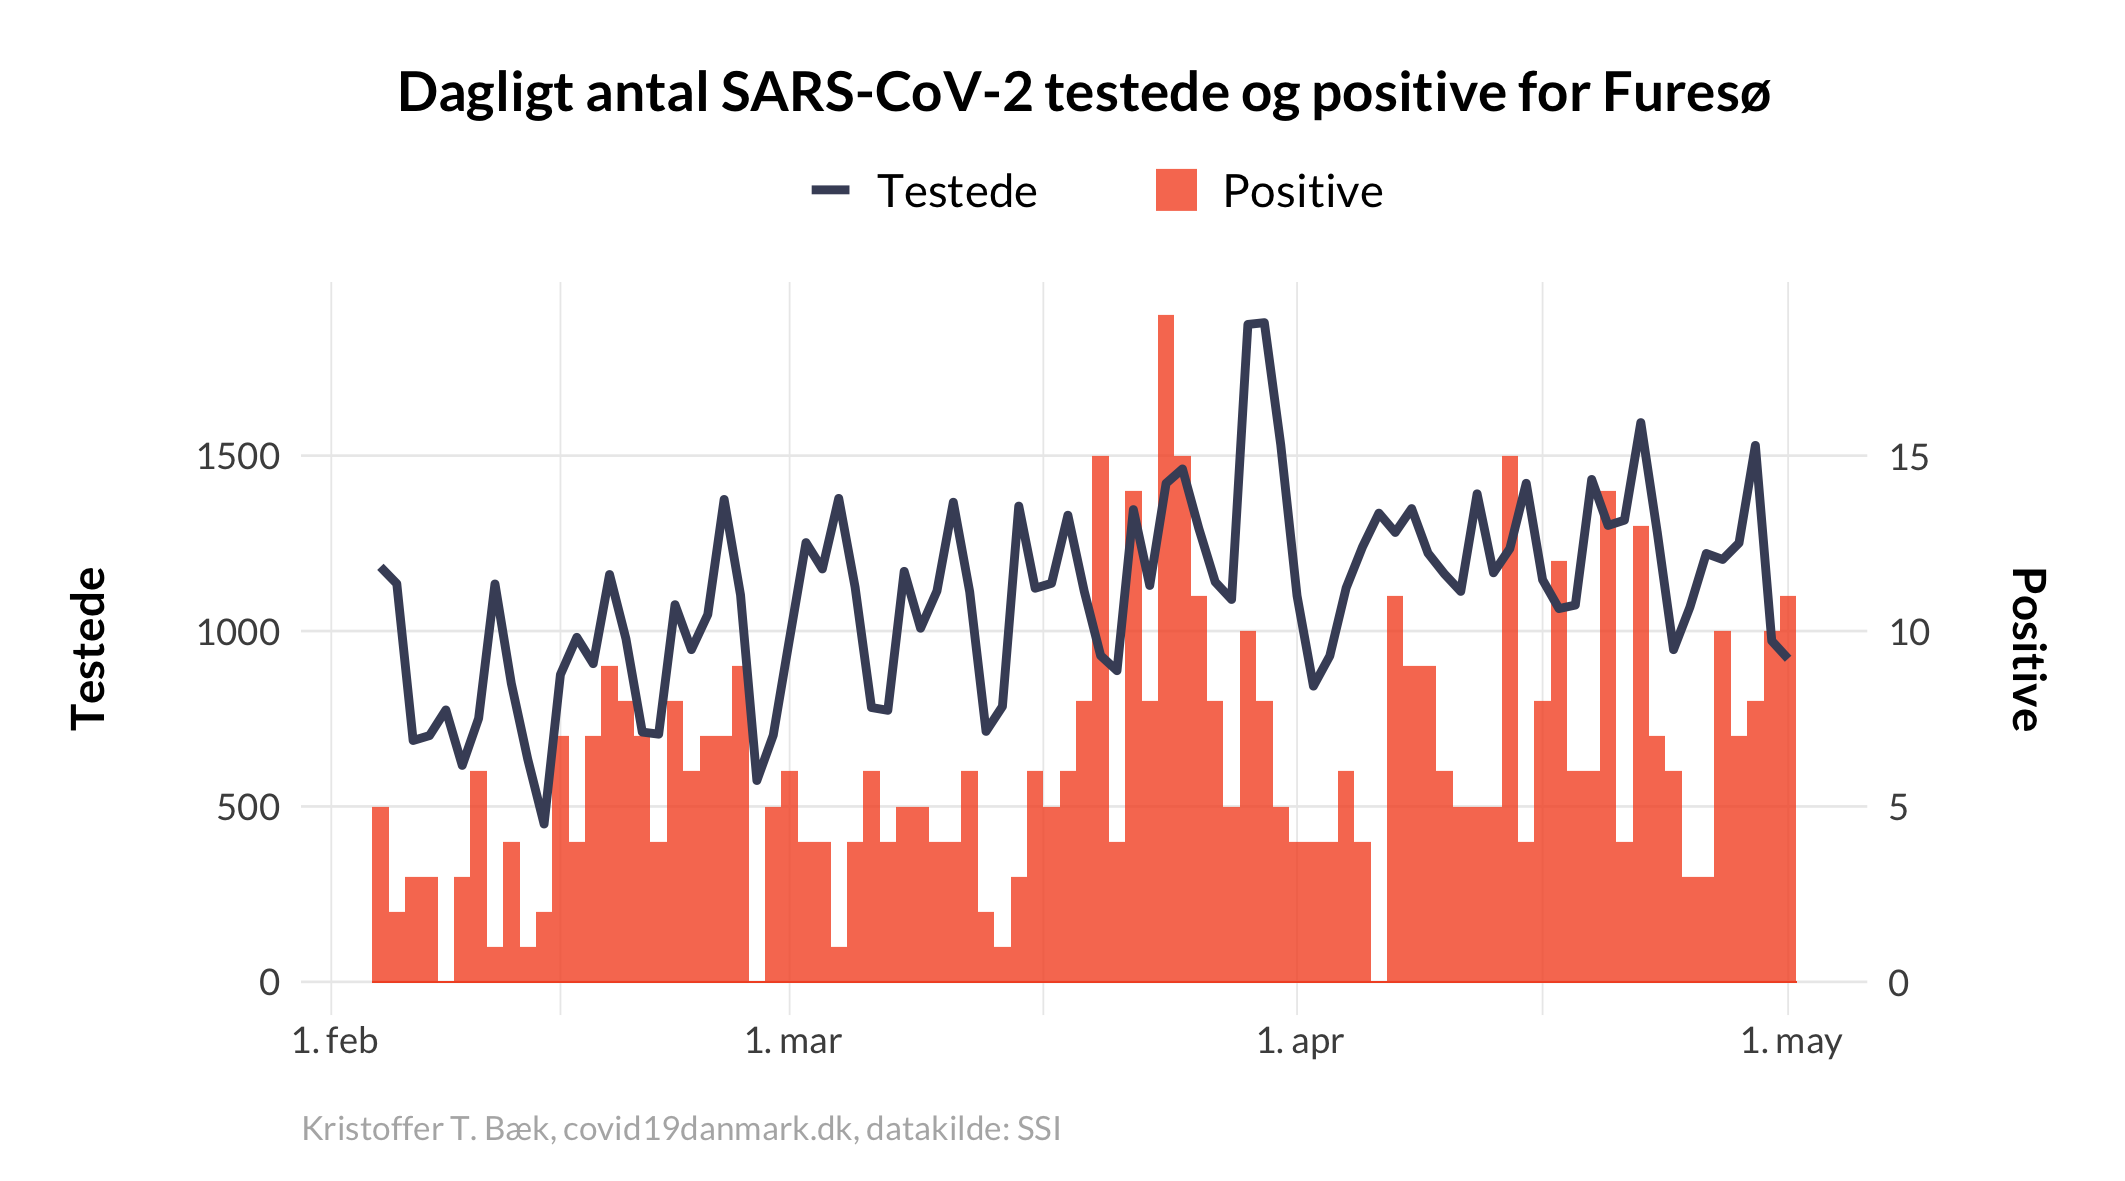 Dagligt antal SARS-CoV-2 testede og positive for Furesø
Testede Positive
1500 15
1000 10
500 5
0 0
Testede
Positive
1. feb 1. mar 1. apr 1. may
Kristoffer T. Bæk, covid19danmark.dk, datakilde: SSI